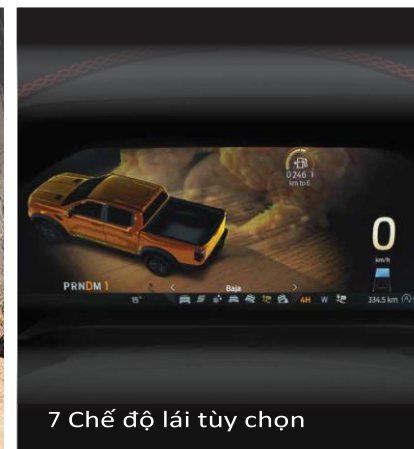 0246
km to E
0
km/h
PRNDM 1
Baja
15°
4H W
334.5 km
7 Chế độ lái tùy chọn